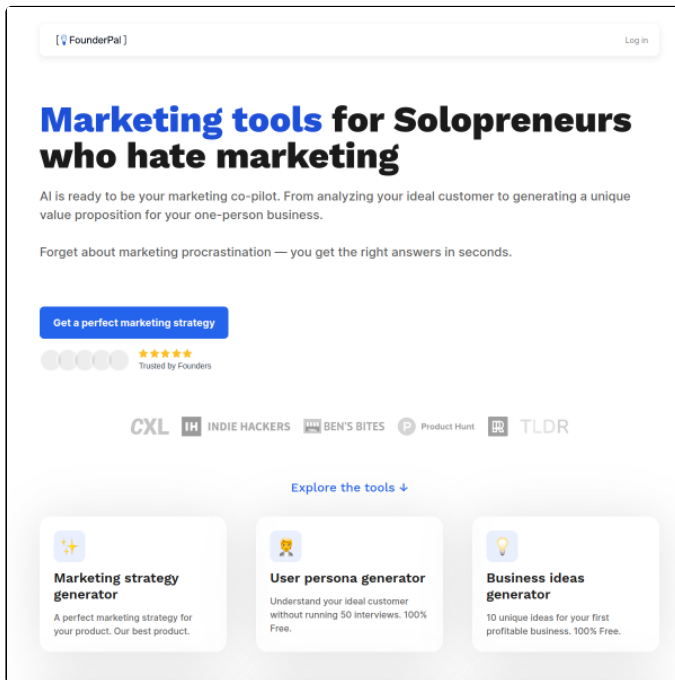 [ FounderPal ]
Log in
Marketing tools for Solopreneurs
who hate marketing
AI is ready to be your marketing co-pilot. From analyzing your ideal customer to generating a unique
value proposition for your one-person business.
Forget about marketing procrastination — you get the right answers in seconds.
Get a perfect marketing strategy
Trusted by Founders
CXL IH INDIE HACKERS BEN'S BITES P Product Hunt TLDR
Explore the tools ↓
Marketing strategy
generator
A perfect marketing strategy for
your product. Our best product.
User persona generator
Understand your ideal customer
without running 50 interviews. 100%
Free.
Business ideas
generator
10 unique ideas for your first
profitable business. 100% Free.